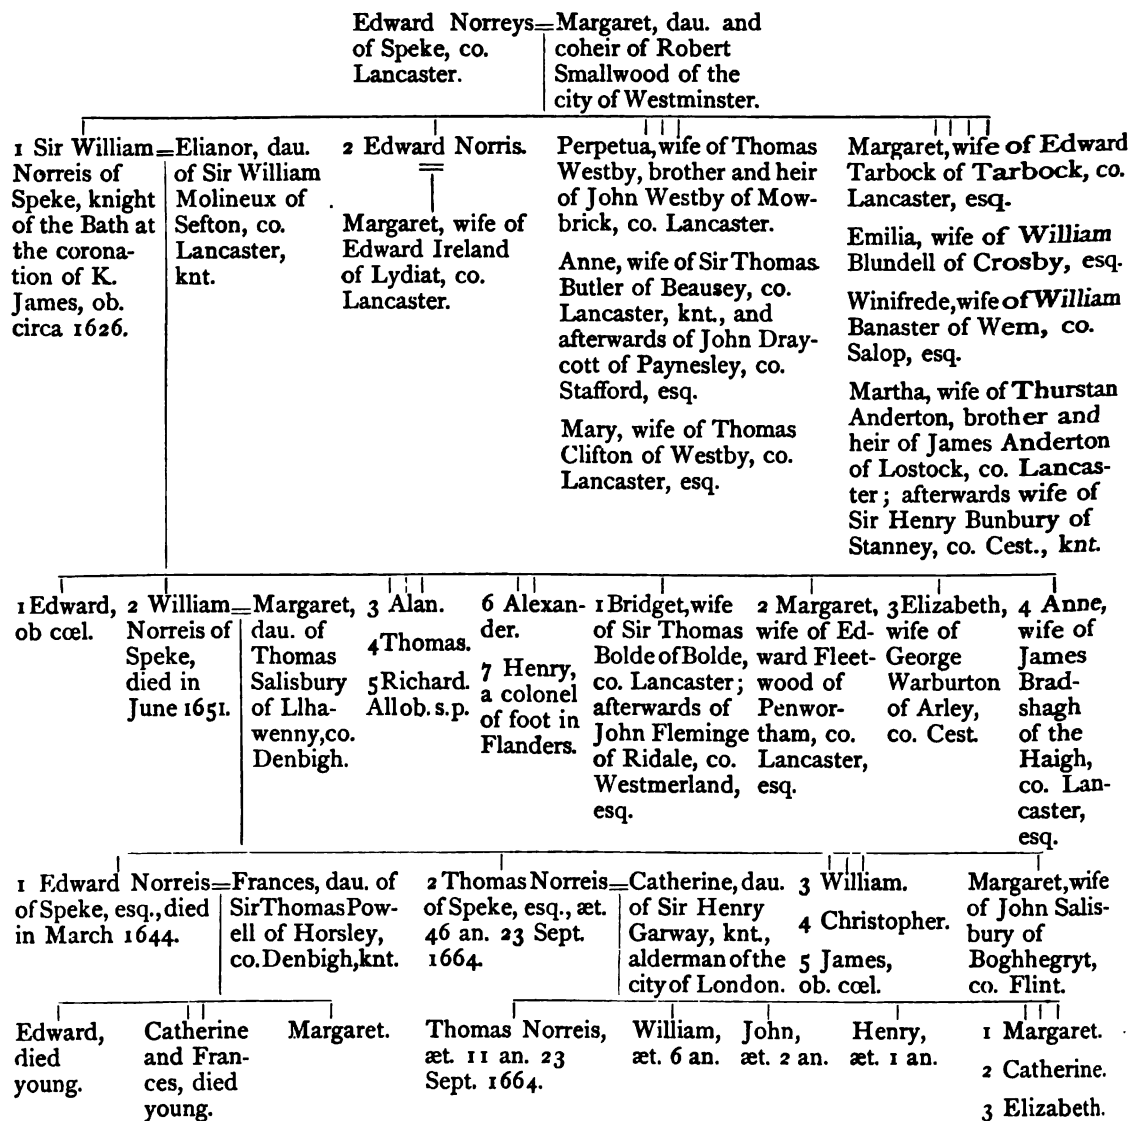 Edward Norreys=Margaret, dau. and
of Speke, co.
Lancaster.
coheir of Robert
Smallwood of the
city of Westminster.
1 Sir William=Elianor, dau.
Norreis of
Speke, knight
of the Bath at
the corona-
tion of K.
James, ob.
circa 1626.
of Sir William
Molineux of
Sefton, co.
Lancaster,
knt.
2 Edward Norris.
Margaret, wife of
Edward Ireland
of Lydiat, co.
Lancaster.
Perpetua, wife of Thomas
Westby, brother and heir
of John Westby of Mow-
brick, co. Lancaster.
Anne, wife of Sir Thomas
Butler of Beausey, co.
Lancaster, knt., and
afterwards of John Dray-
cott of Paynesley, co.
Stafford, esq.
Mary, wife of Thomas
Clifton of Westby, co.
Lancaster, esq.
Margaret, wife of Edward
Tarbock of Tarbock, co.
Lancaster, esq.
Emilia, wife of William
Blundell of Crosby, esq.
Winifrede, wife of William
Banaster of Wem, co.
Salop, esq.
Martha, wife of Thurstan
Anderton, brother and
heir of James Anderton
of Lostock, co. Lancas-
ter; afterwards wife of
Sir Henry Bunbury of
Stanney, co. Cest., knt.
1 Edward,
ob cœl.
2 William=Margaret,
Norreis of
Speke,
died in
June 1651.
dau. of
Thomas
Salisbury
of Llha-
wenny, co.
Denbigh.
3 Alan.
4 Thomas.
5 Richard.
All ob. s.p.
6 Alexan-
der.
7 Henry,
a colonel
of foot in
Flanders.
1 Bridget, wife
of Sir Thomas
Bolde of Bolde,
co. Lancaster;
afterwards of
John Fleminge
of Ridale, co.
Westmerland,
esq.
2 Margaret,
wife of Ed-
ward Fleet-
wood of
Penwor-
tham, co.
Lancaster,
esq.
3 Elizabeth,
wife of
George
Warburton
of Arley,
co. Cest.
4 Anne,
wife of
James
Brad-
shagh
of the
Haigh,
co. Lan-
caster,
esq.
1 Edward Norreis=Frances, dau. of
of Speke, esq., died
in March 1644.
Sir Thomas Pow-
ell of Horsley,
co. Denbigh, knt.
2 Thomas Norreis=Catherine, dau.
of Speke, esq., æt.
46 an. 23 Sept.
1664.
of Sir Henry
Garway, knt.,
alderman of the
city of London.
3 William.
4 Christopher.
5 James,
ob. cœl.
Margaret, wife
of John Salis-
bury of
Boghhegryt,
co. Flint.
Edward,
died
young.
Catherine
and Fran-
ces, died
young.
Margaret.
Thomas Norreis,
æt. 11 an. 23
Sept. 1664.
William,
æt. 6 an.
John,
æt. 2 an.
Henry,
æt. 1 an.
1 Margaret.
2 Catherine.
3 Elizabeth.